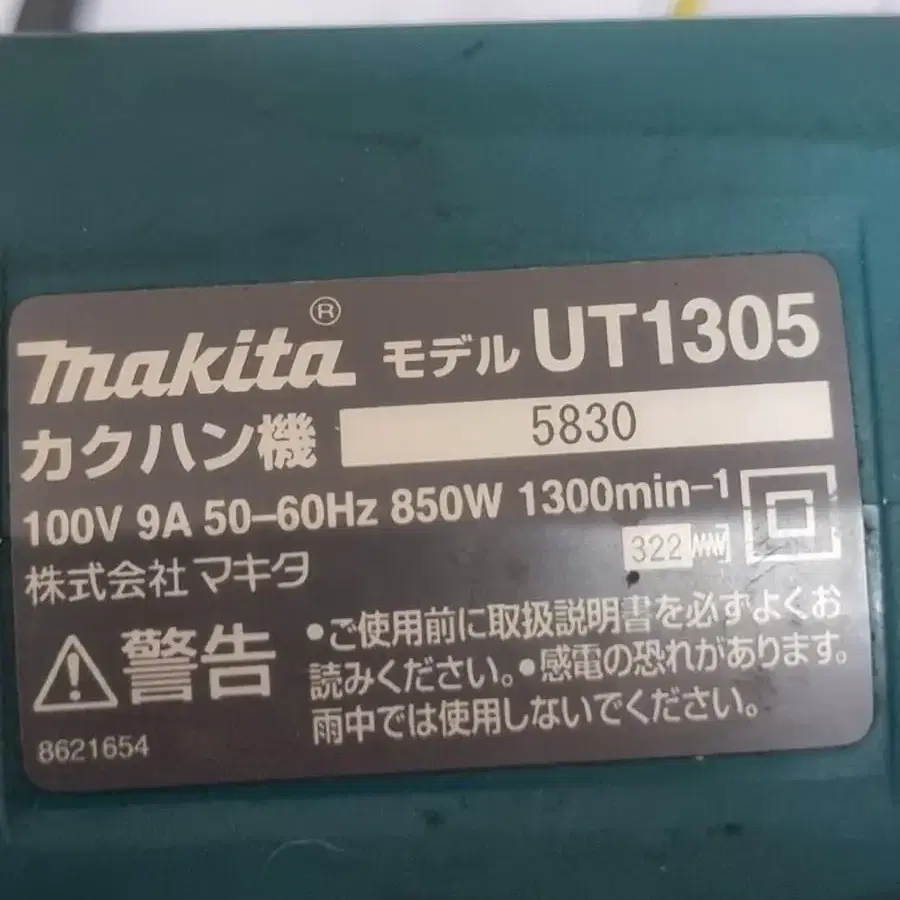 makita® モデル UT1305
カクハン機 5830
100V 9A 50-60Hz 850W 1300min-1
株式会社マキタ 322
警告
•ご使用前に取扱説明書を必ずよくお
読みください。•感電の恐れがあります。
雨中では使用しないでください。
8621654